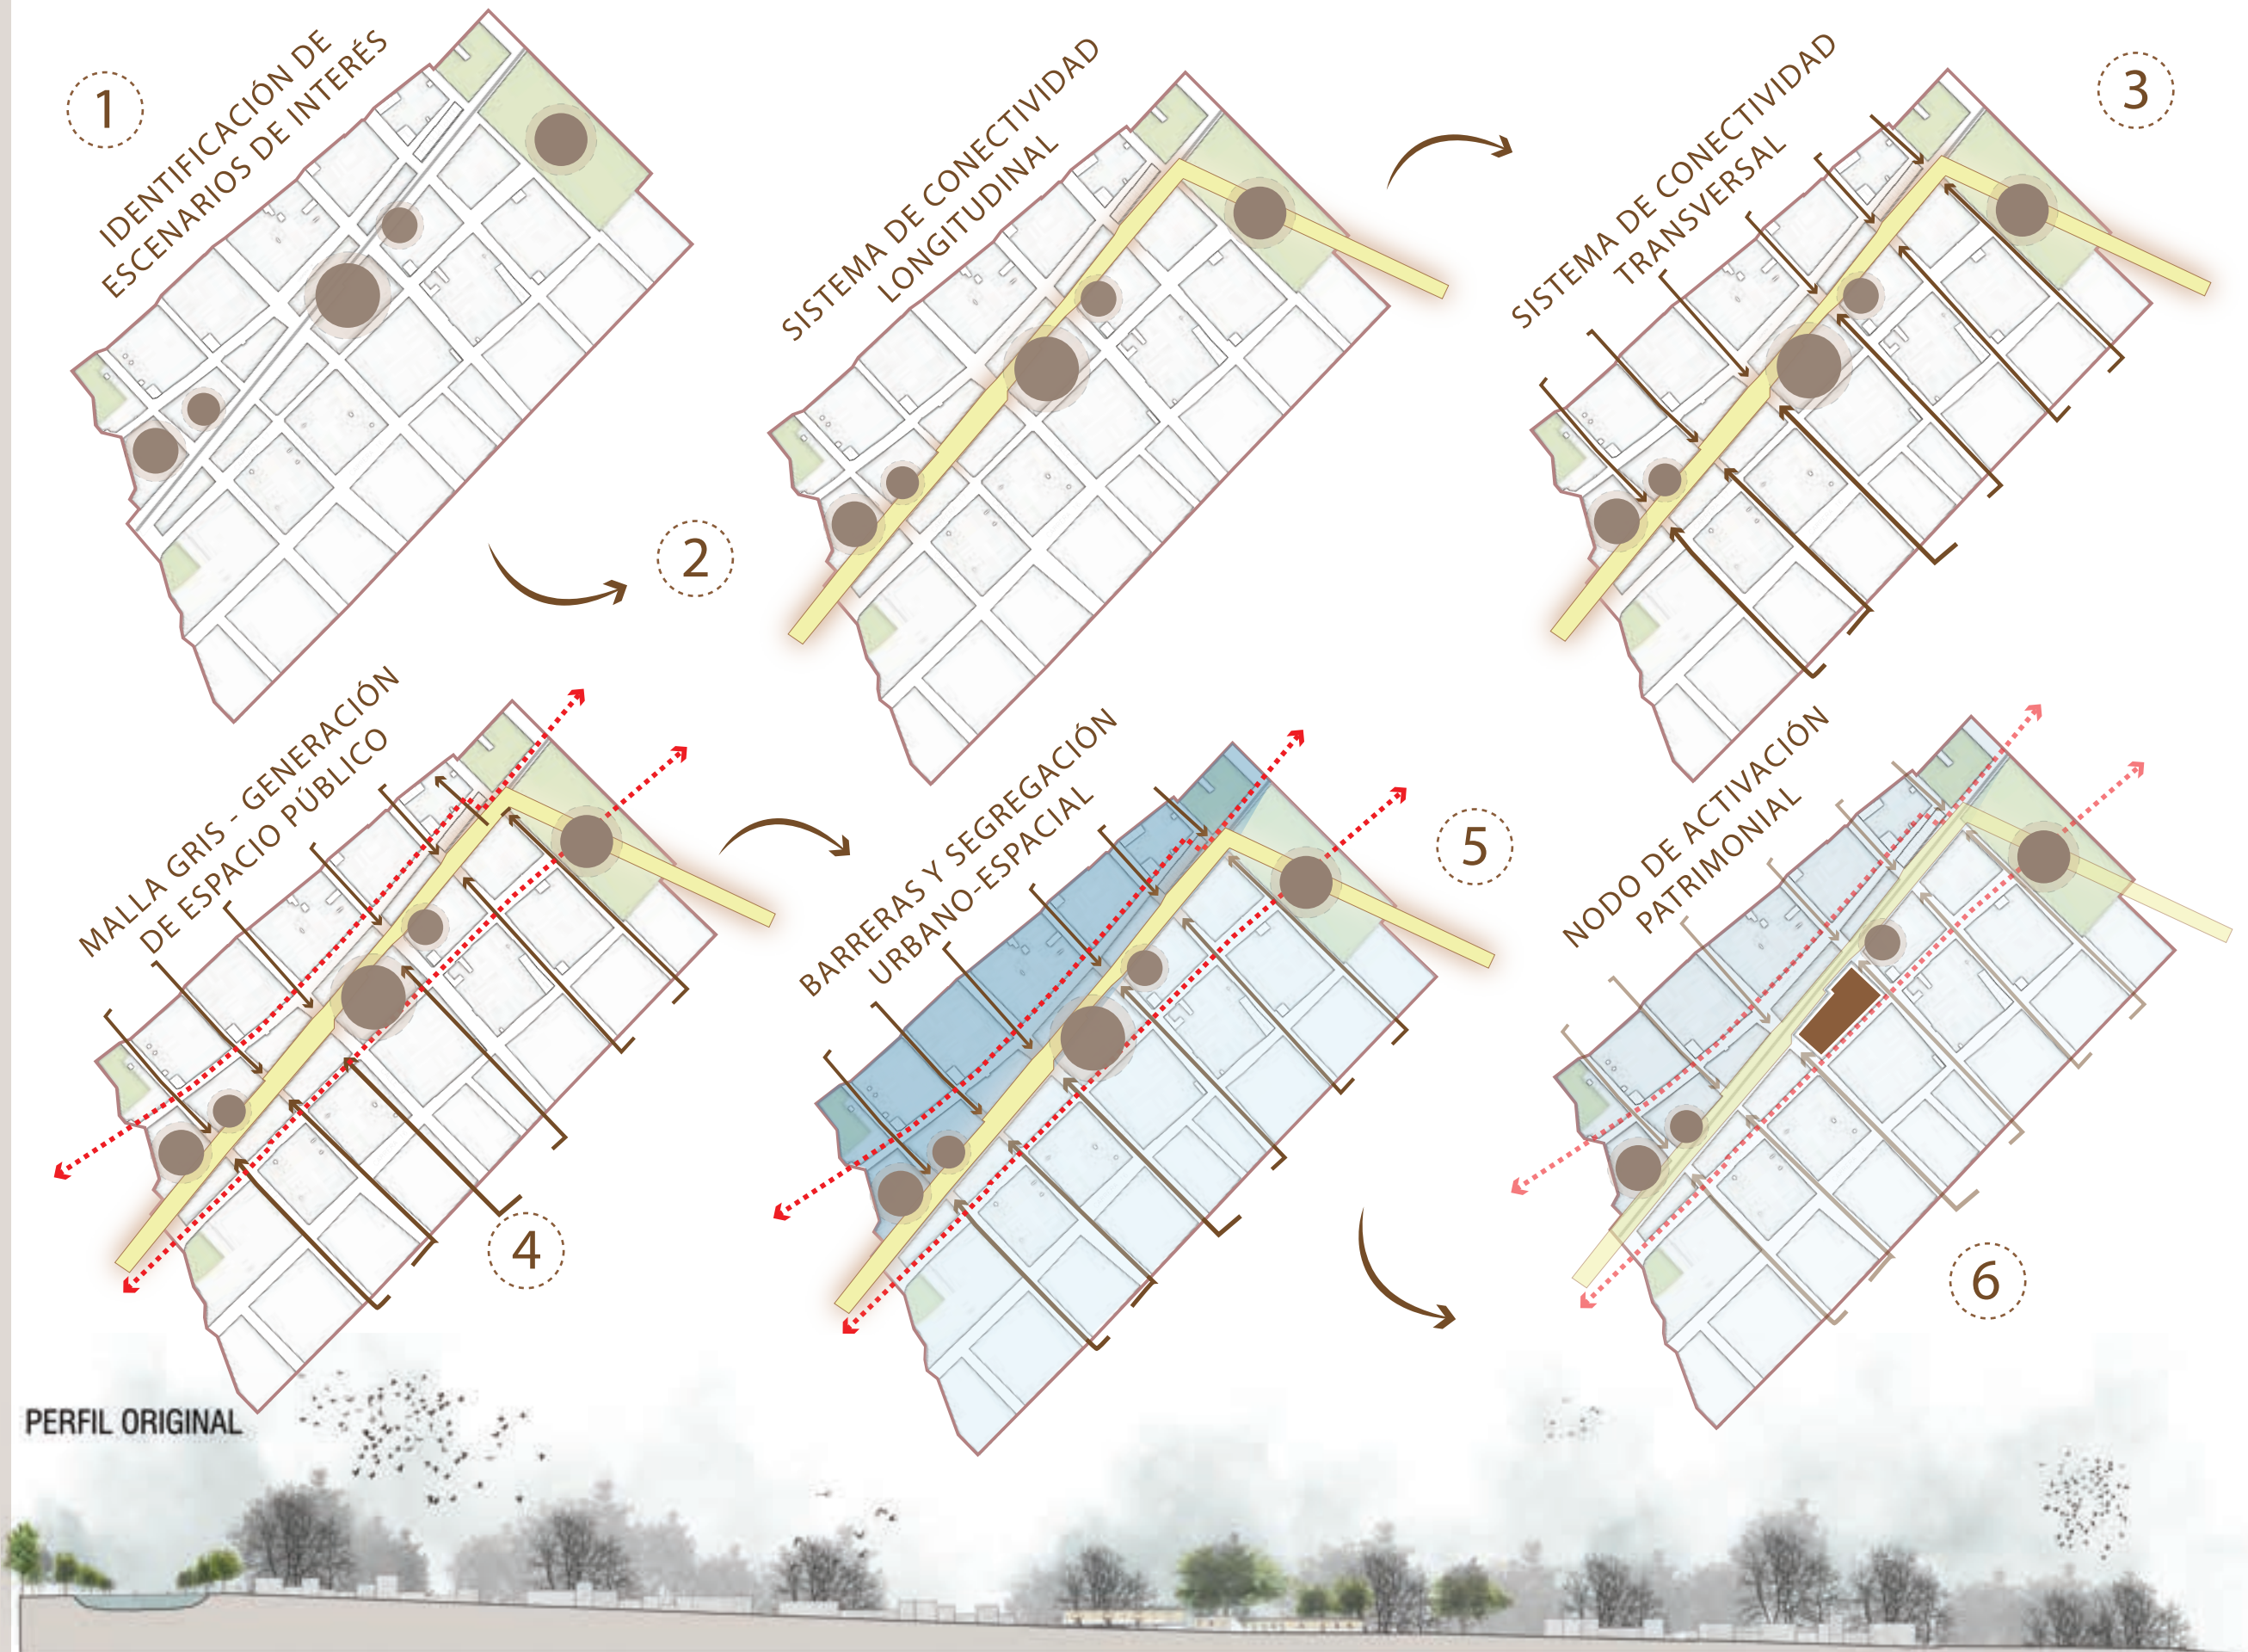 1
IDENTIFICACIÓN DE
ESCENARIOS DE INTERÉS
2
SISTEMA DE CONECTIVIDAD
LONGITUDINAL
3
SISTEMA DE CONECTIVIDAD
TRANSVERSAL
MALLA GRIS - GENERACIÓN
DE ESPACIO PÚBLICO
4
BARRERAS Y SEGREGACIÓN
URBANO-ESPACIAL
5
NODO DE ACTIVACIÓN
PATRIMONIAL
6
PERFIL ORIGINAL